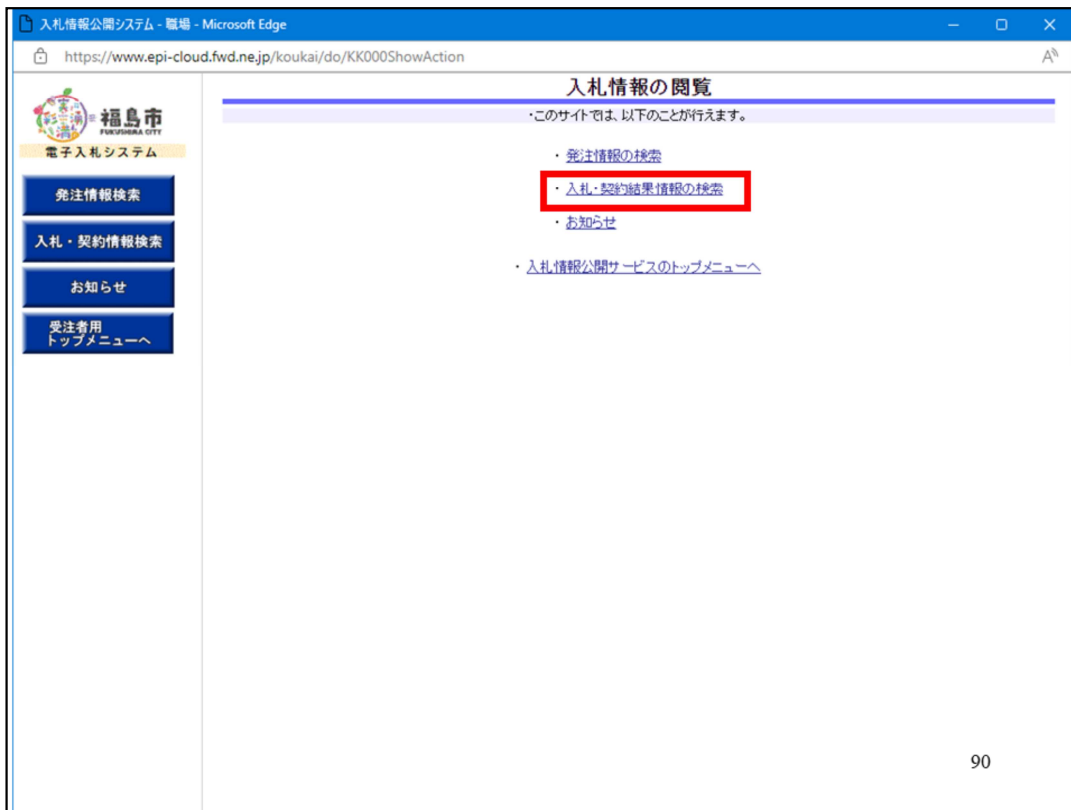 入札情報公開システム - 職場 - Microsoft Edge
https://www.epi-cloud.fwd.ne.jp/koukai/do/KK000ShowAction
福島市
FUKUSHIMA CITY
電子入札システム
発注情報検索
入札・契約情報検索
お知らせ
受注者用
トップメニューへ
入札情報の閲覧
・このサイトでは、以下のことが行えます。
・ 発注情報の検索
・ 入札・契約結果情報の検索
・ お知らせ
・ 入札情報公開サービスのトップメニューへ
90